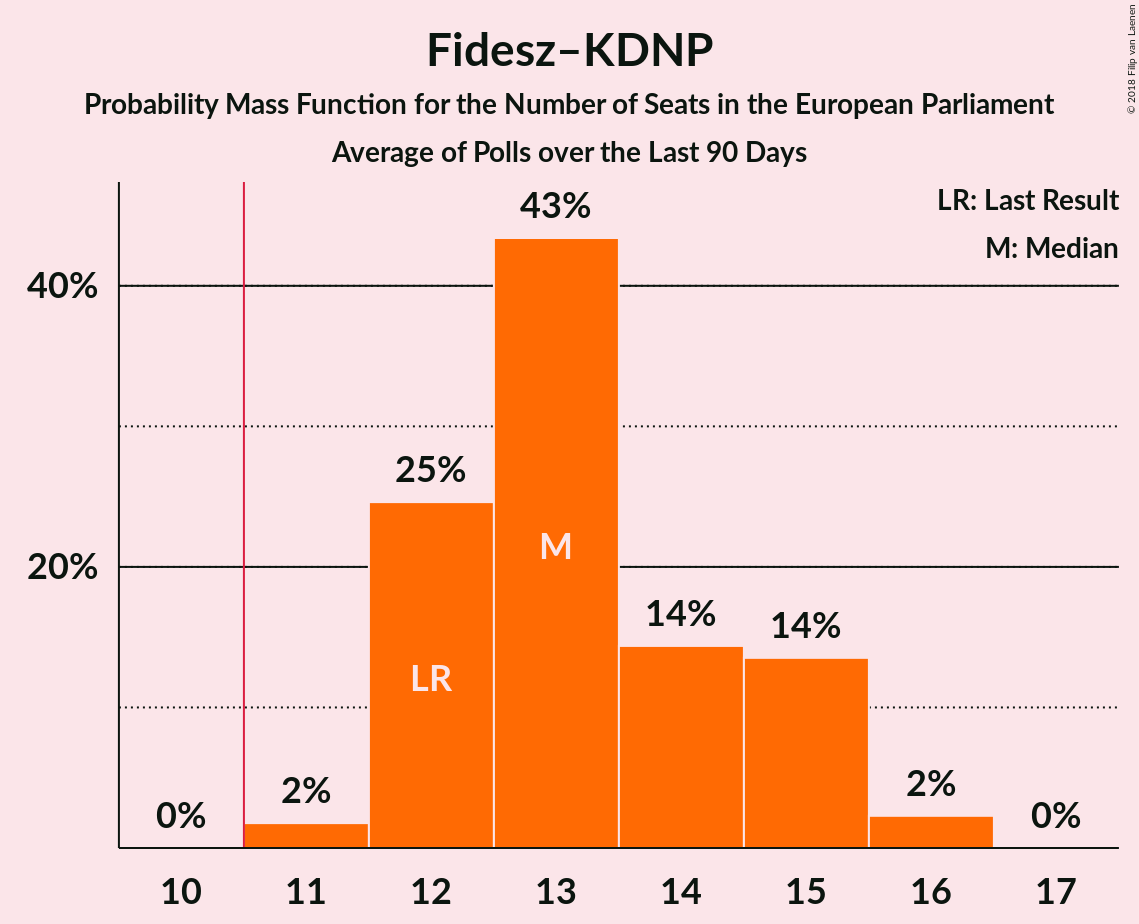 Fidesz–KDNP
Probability Mass Function for the Number of Seats in the European Parliament
Average of Polls over the Last 90 Days
© 2018 Filip van Laenen
LR: Last Result
M: Median
43%
40%
25%
M
20%
14%
14%
LR
2%
2%
0%
0%
10 11 12 13 14 15 16 17